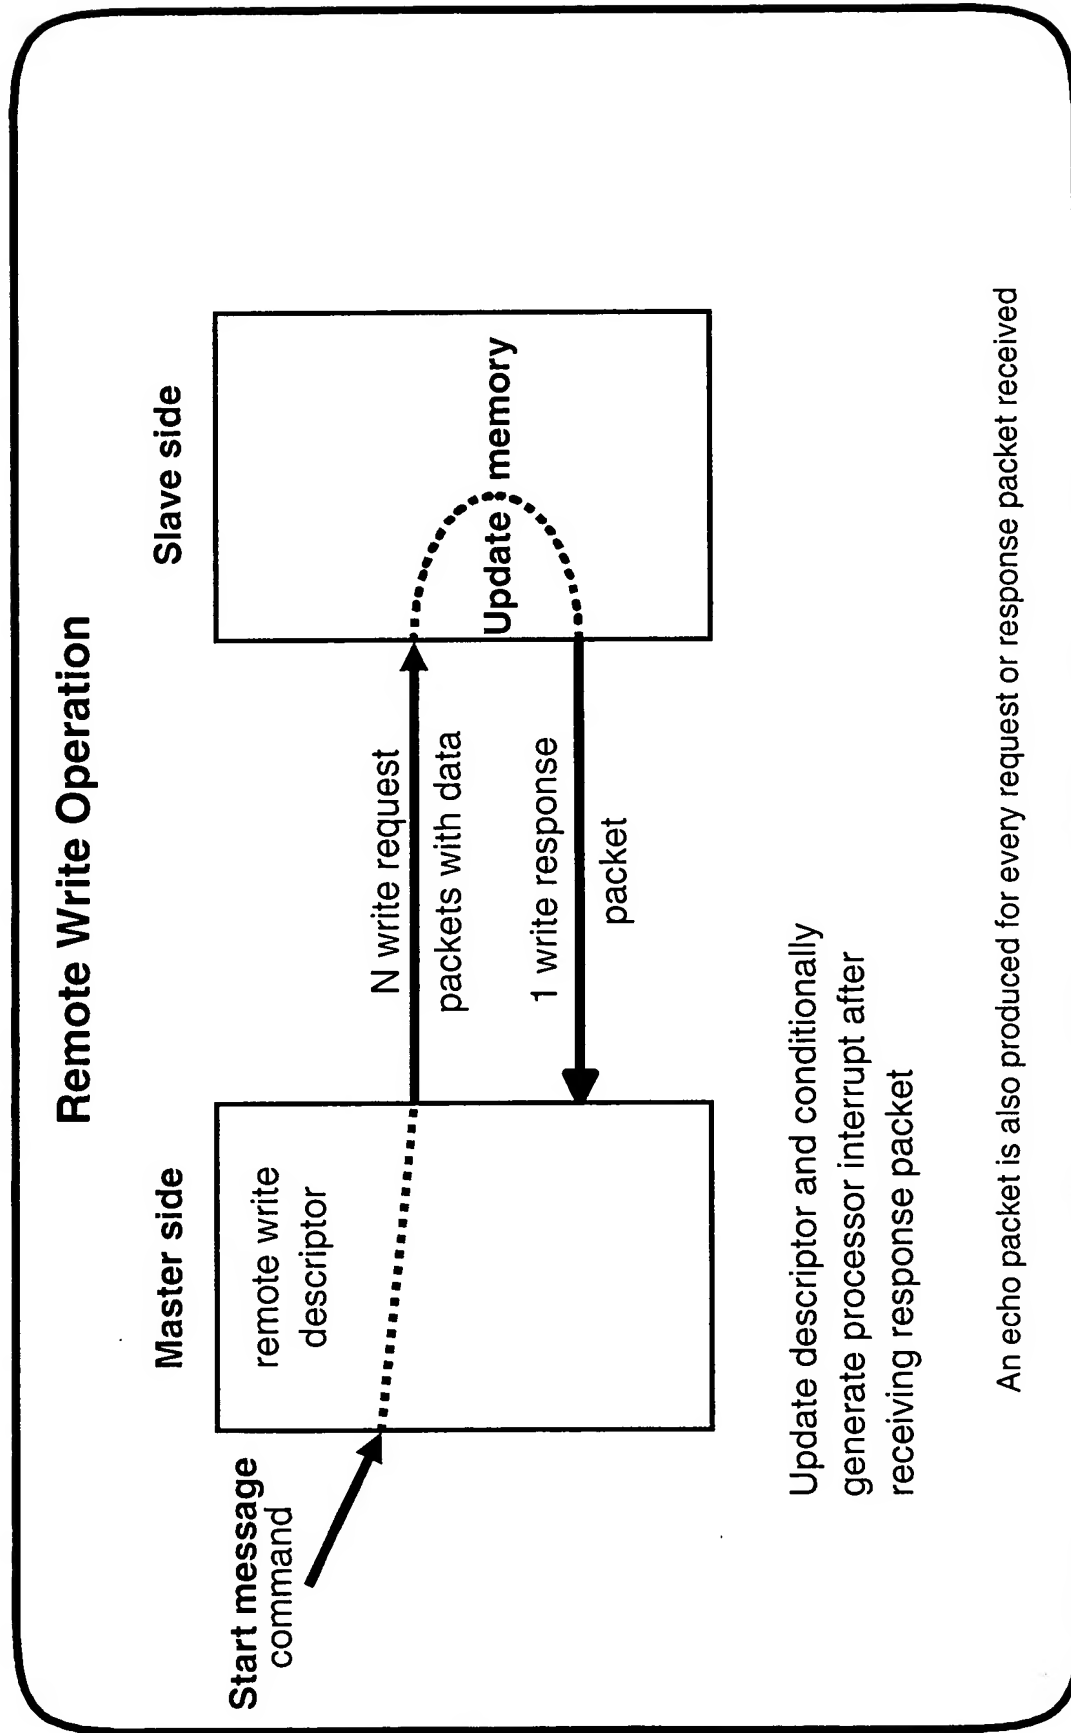 Remote Write Operation
Master side
Slave side
Start message
command
remote write
descriptor
N write request
packets with data
Update memory
1 write response
packet
Update descriptor and conditionally
generate processor interrupt after
receiving response packet
An echo packet is also produced for every request or response packet received